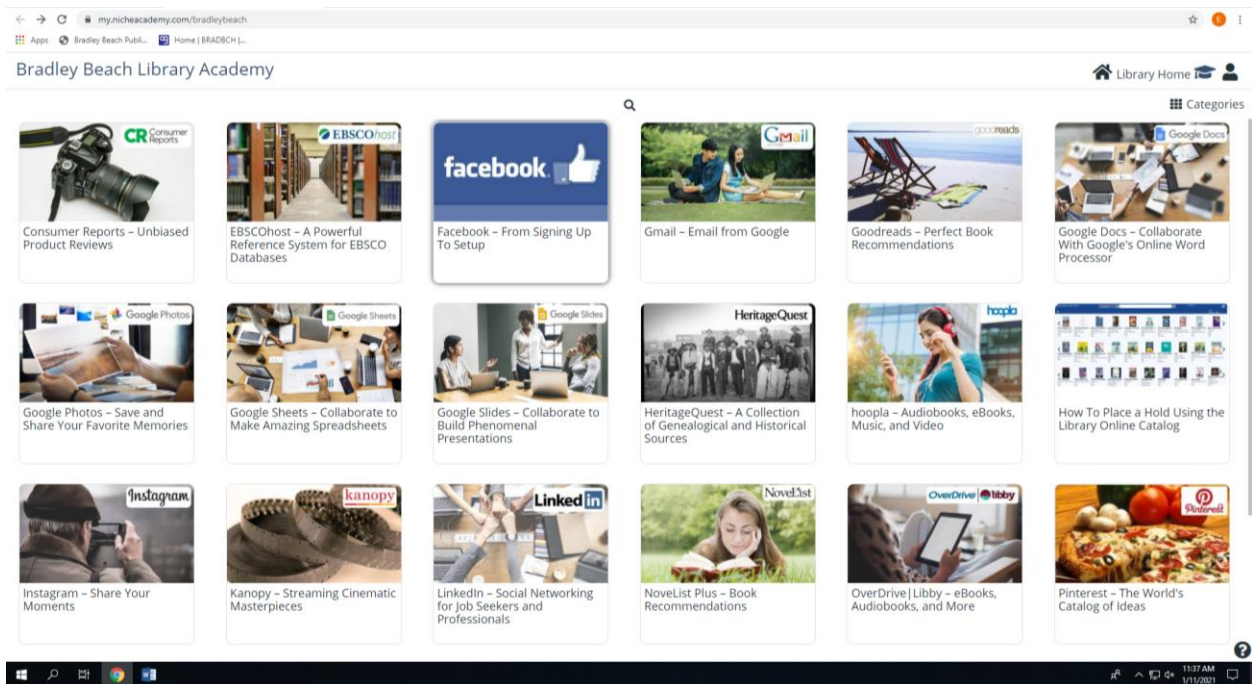 my.nicheacademy.com/bradleybeach
E
Apps Bradley Beach Publi... Home | BRADBCH |...
Bradley Beach Library Academy
Library Home
Categories
CR Consumer Reports
EBSCOhost
facebook
Gmail
goodreads
Google Docs
Consumer Reports – Unbiased
Product Reviews
EBSCOhost – A Powerful
Reference System for EBSCO
Databases
Facebook – From Signing Up
To Setup
Gmail – Email from Google
Goodreads – Perfect Book
Recommendations
Google Docs – Collaborate
With Google's Online Word
Processor
Google Photos
Google Sheets
Google Slides
HeritageQuest
hoopla
Google Photos – Save and
Share Your Favorite Memories
Google Sheets – Collaborate to
Make Amazing Spreadsheets
Google Slides – Collaborate to
Build Phenomenal
Presentations
HeritageQuest – A Collection
of Genealogical and Historical
Sources
hoopla – Audiobooks, eBooks,
Music, and Video
How To Place a Hold Using the
Library Online Catalog
Instagram
kanopy
Linked in
NoveList
OverDrive libby
Pinterest
Instagram – Share Your
Moments
Kanopy – Streaming Cinematic
Masterpieces
LinkedIn – Social Networking
for Job Seekers and
Professionals
NoveList Plus – Book
Recommendations
OverDrive|Libby – eBooks,
Audiobooks, and More
Pinterest – The World's
Catalog of Ideas
?
11:37 AM
1/11/2021